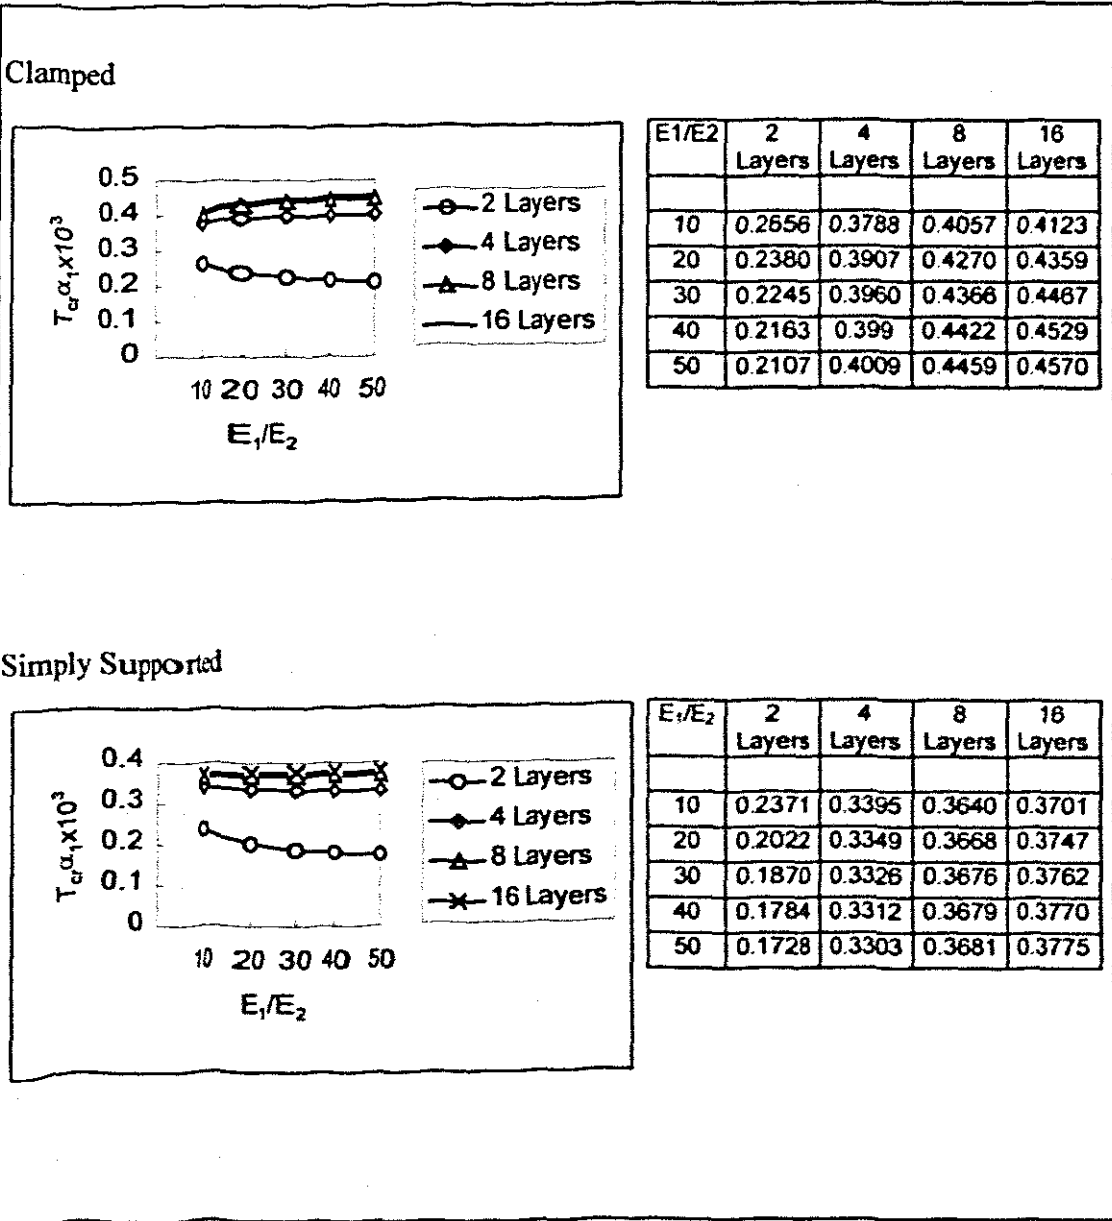 Clamped
0.5
0.4
0.3
0.2
0.1
0
T_cr α_1 x10³
10 20 30 40 50
E₁/E₂
2 Layers
4 Layers
8 Layers
16 Layers
E1/E2 2 Layers 4 Layers 8 Layers 16 Layers
10 0.2656 0.3788 0.4057 0.4123
20 0.2380 0.3907 0.4270 0.4359
30 0.2245 0.3960 0.4366 0.4467
40 0.2163 0.399 0.4422 0.4529
50 0.2107 0.4009 0.4459 0.4570
Simply Supported
0.4
0.3
0.2
0.1
0
T_cr α_1 x10³
10 20 30 40 50
E₁/E₂
2 Layers
4 Layers
8 Layers
16 Layers
E₁/E₂ 2 Layers 4 Layers 8 Layers 16 Layers
10 0.2371 0.3395 0.3640 0.3701
20 0.2022 0.3349 0.3668 0.3747
30 0.1870 0.3326 0.3676 0.3762
40 0.1784 0.3312 0.3679 0.3770
50 0.1728 0.3303 0.3681 0.3775